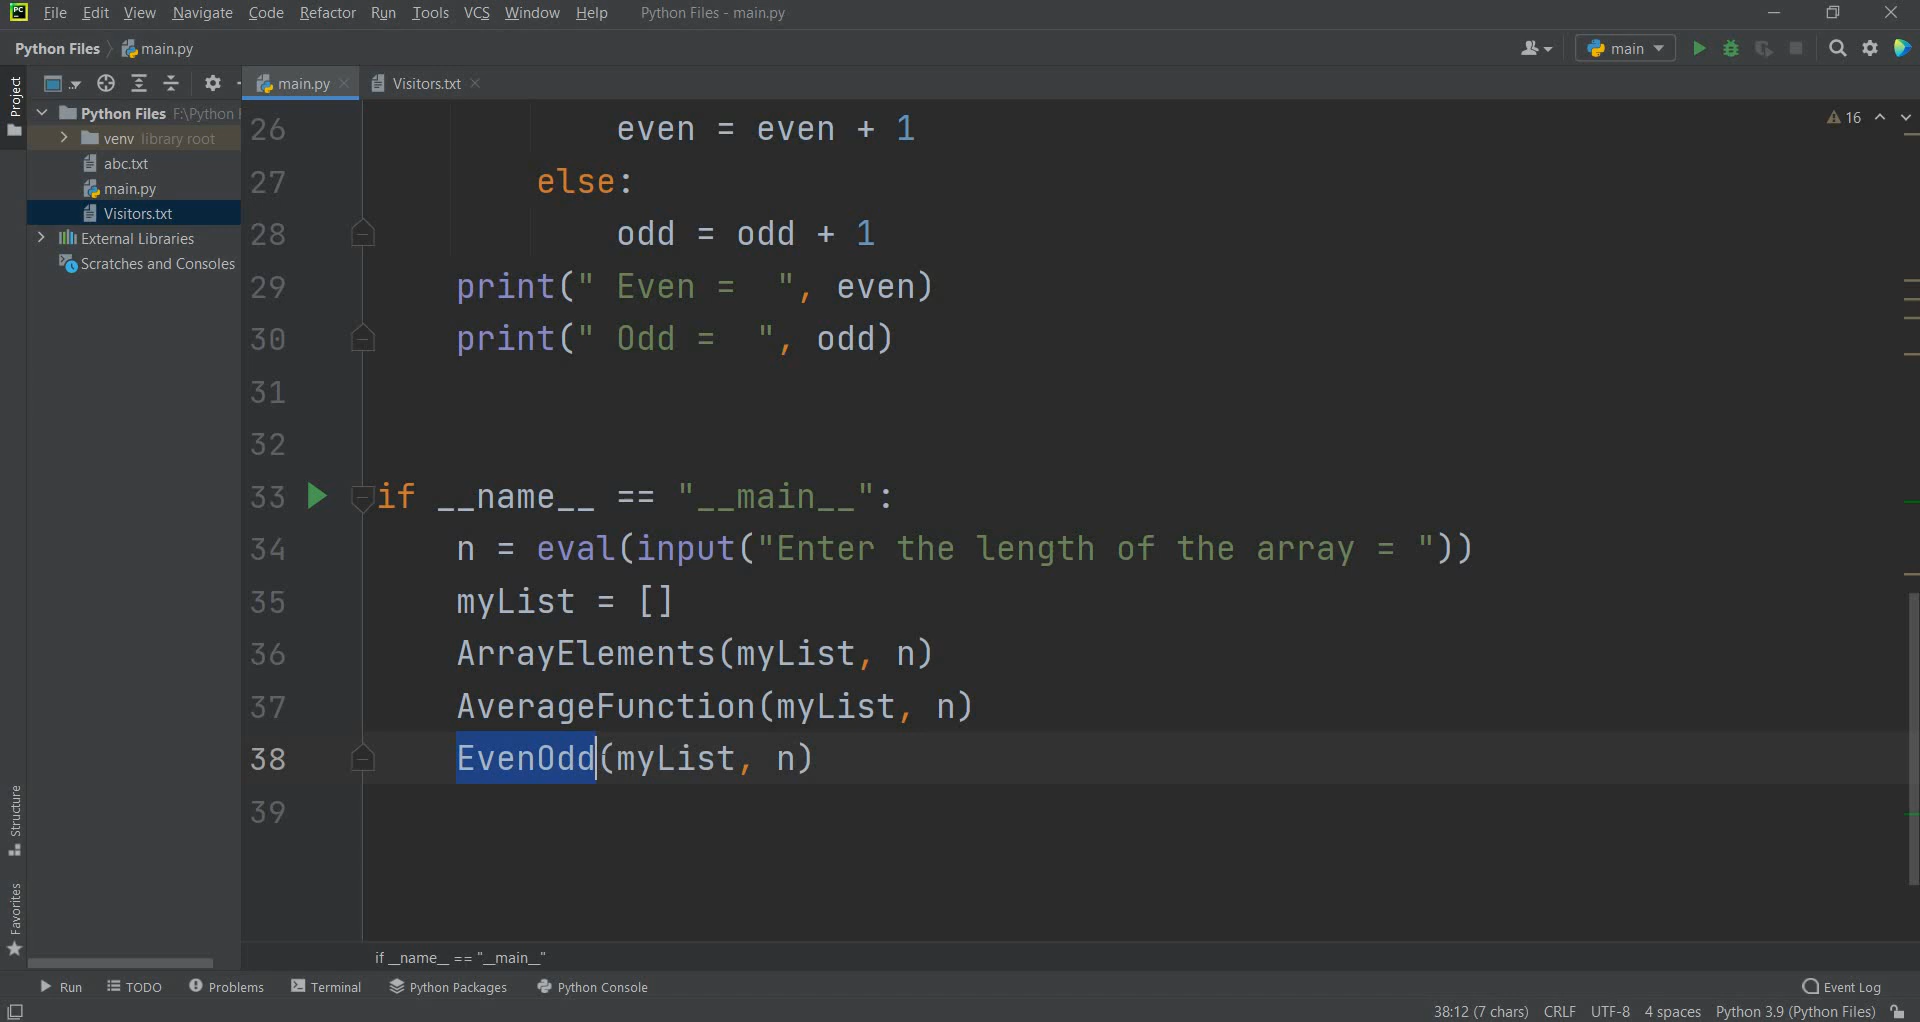 PC File Edit View Navigate Code Refactor Run Tools VCS Window Help Python Files - main.py
Python Files main.py main
Project
main.py Visitors.txt
Python Files F:\Python
venv library root
abc.txt
main.py
Visitors.txt
External Libraries
Scratches and Consoles
16
26 even = even + 1
27 else:
28 odd = odd + 1
29 print(" Even =  ", even)
30 print(" Odd =  ", odd)
31
32
33 if __name__ == "__main__":
34 n = eval(input("Enter the length of the array = "))
35 myList = []
36 ArrayElements(myList, n)
37 AverageFunction(myList, n)
38 EvenOdd(myList, n)
39
Structure
Favorites
if __name__ == "__main__"
Run TODO Problems Terminal Python Packages Python Console Event Log
38:12 (7 chars) CRLF UTF-8 4 spaces Python 3.9 (Python Files)